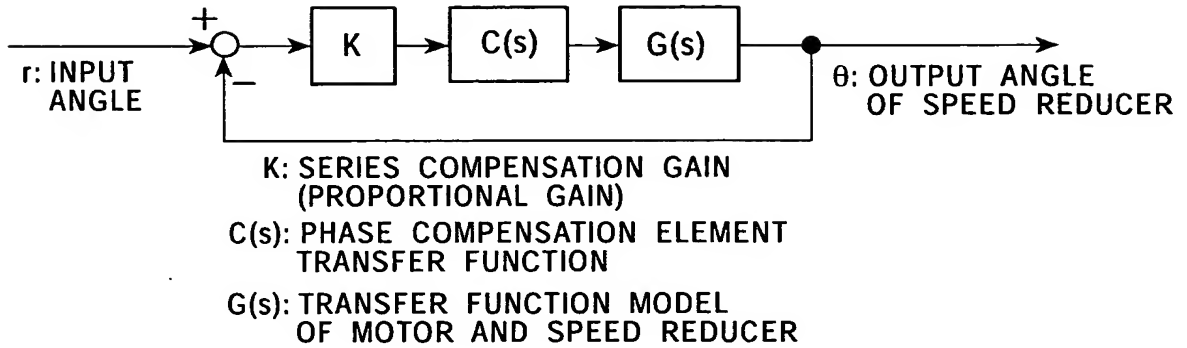 +
K
C(s)
G(s)
−
r: INPUT
ANGLE
θ: OUTPUT ANGLE
OF SPEED REDUCER
K: SERIES COMPENSATION GAIN
(PROPORTIONAL GAIN)
C(s): PHASE COMPENSATION ELEMENT
TRANSFER FUNCTION
G(s): TRANSFER FUNCTION MODEL
OF MOTOR AND SPEED REDUCER